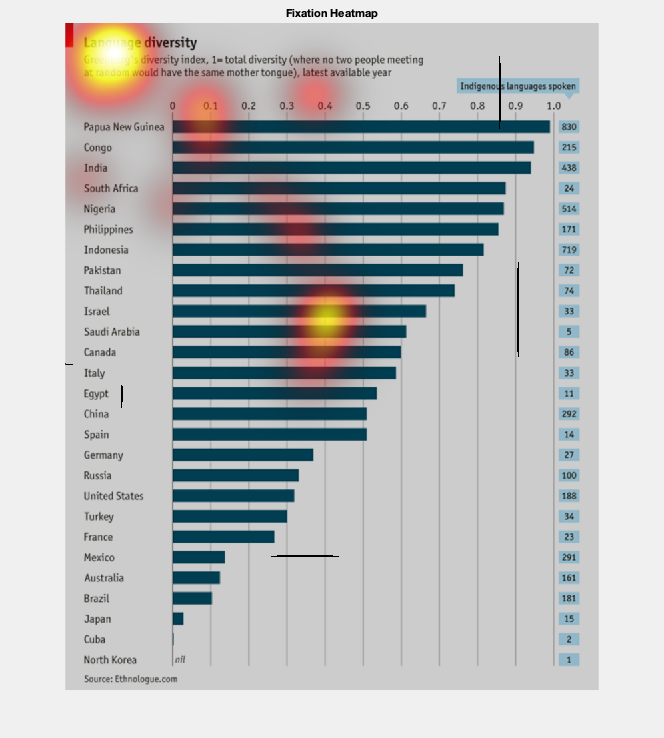 Fixation Heatmap
Language diversity
Greenberg's diversity index, 1= total diversity (where no two people meeting
at random would have the same mother tongue), latest available year
Indigenous languages spoken
0 0.1 0.2 0.3 0.4 0.5 0.6 0.7 0.8 0.9 1.0
Papua New Guinea 830
Congo 215
India 438
South Africa 24
Nigeria 514
Philippines 171
Indonesia 719
Pakistan 72
Thailand 74
Israel 33
Saudi Arabia 5
Canada 86
Italy 33
Egypt 11
China 292
Spain 14
Germany 27
Russia 100
United States 188
Turkey 34
France 23
Mexico 291
Australia 161
Brazil 181
Japan 15
Cuba 2
North Korea nil 1
Source: Ethnologue.com